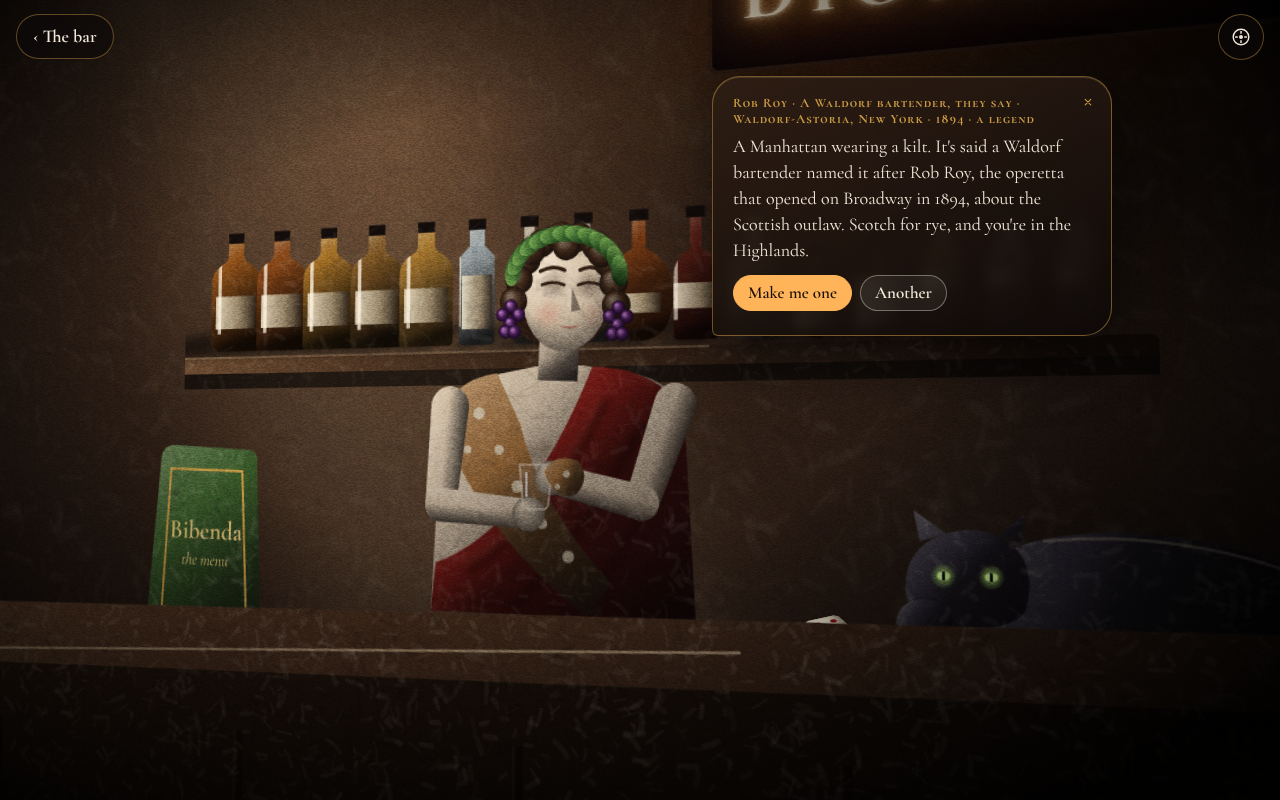 ‹ The bar
Rob Roy · A Waldorf bartender, they say ·
Waldorf-Astoria, New York · 1894 · a legend
×
A Manhattan wearing a kilt. It's said a Waldorf
bartender named it after Rob Roy, the operetta
that opened on Broadway in 1894, about the
Scottish outlaw. Scotch for rye, and you're in the
Highlands.
Make me one
Another
Bibenda
the menu